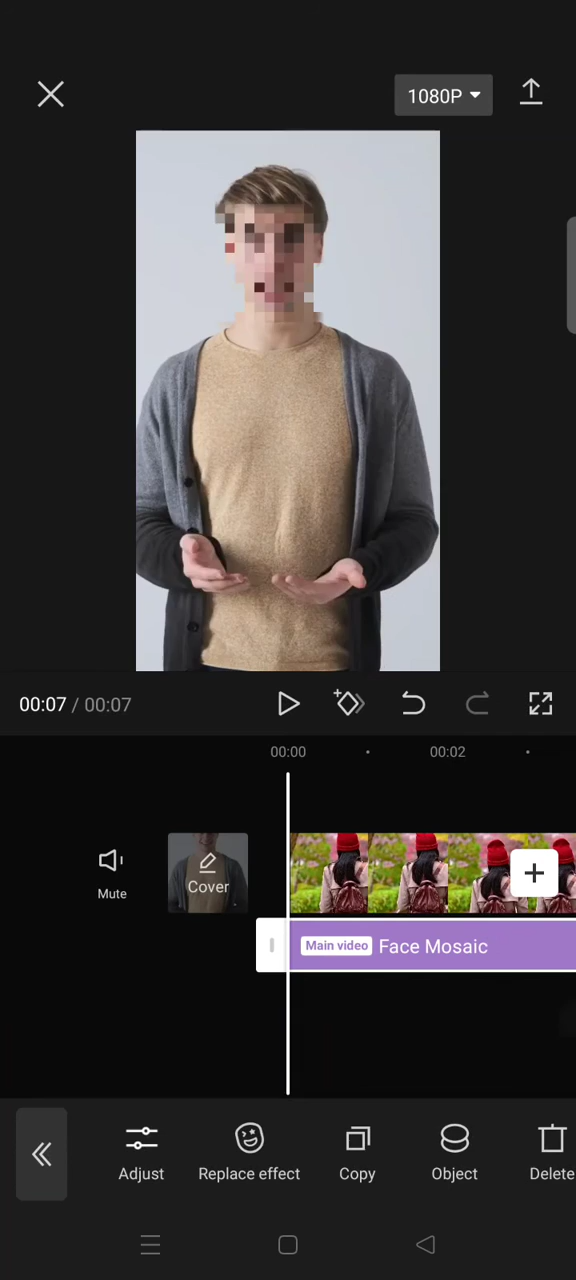 1080P
00:07 / 00:07
00:00 00:02
Mute
Cover
Main video Face Mosaic
Adjust Replace effect Copy Object Delete